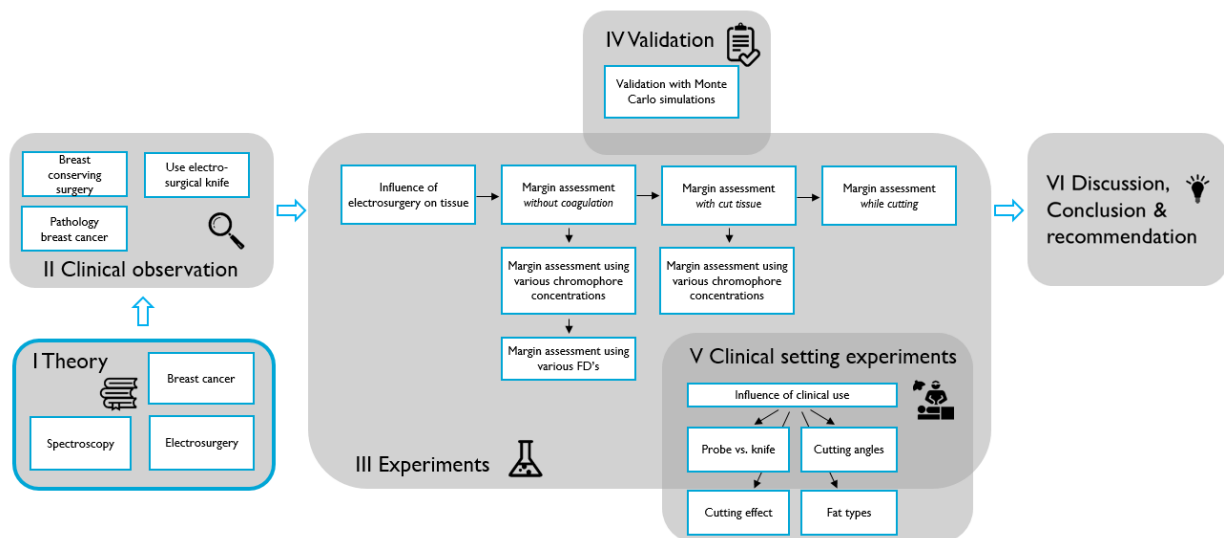 IV Validation
Validation with Monte
Carlo simulations
Breast
conserving
surgery
Use electro-
surgical knife
Pathology
breast cancer
II Clinical observation
I Theory
Breast cancer
Spectroscopy
Electrosurgery
Influence of
electrosurgery on tissue
Margin assessment
without coagulation
Margin assessment
with cut tissue
Margin assessment
while cutting
Margin assessment using
various chromophore
concentrations
Margin assessment using
various chromophore
concentrations
Margin assessment using
various FD's
III Experiments
V Clinical setting experiments
Influence of clinical use
Probe vs. knife
Cutting angles
Cutting effect
Fat types
VI Discussion,
Conclusion &
recommendation